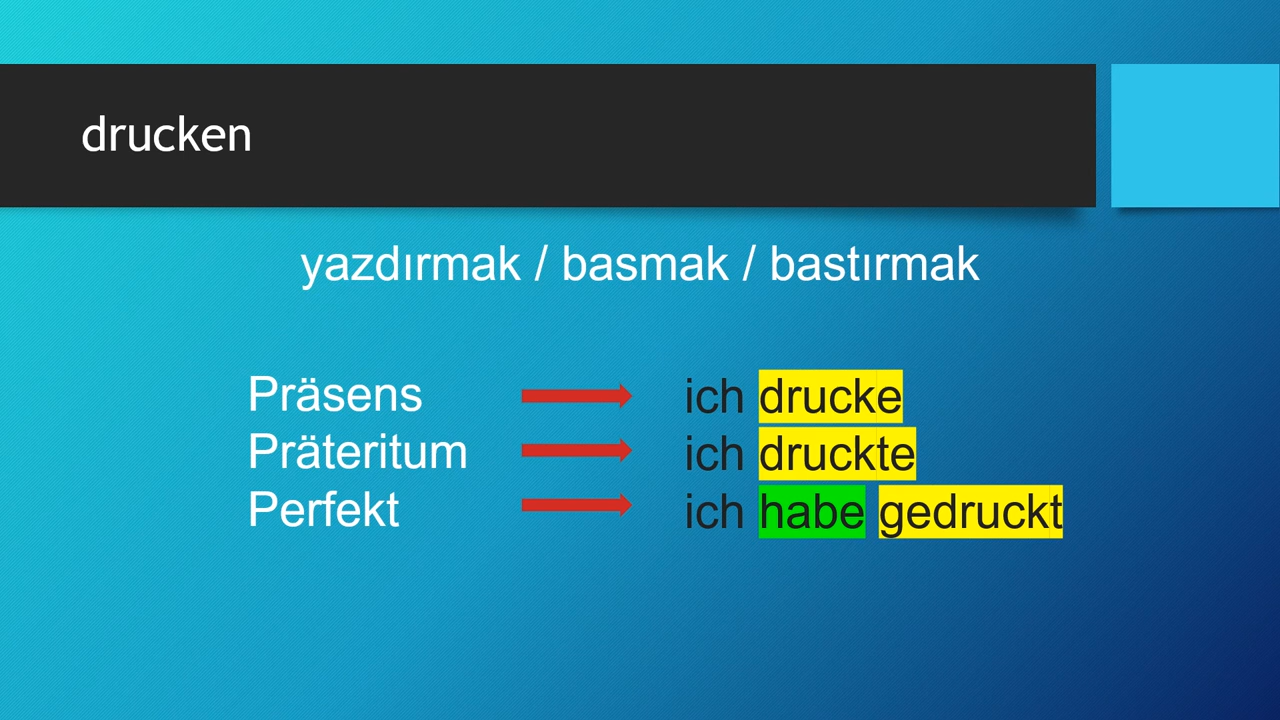 drucken
yazdırmak / basmak / bastırmak
Präsens ich drucke
Präteritum ich druckte
Perfekt ich habe gedruckt